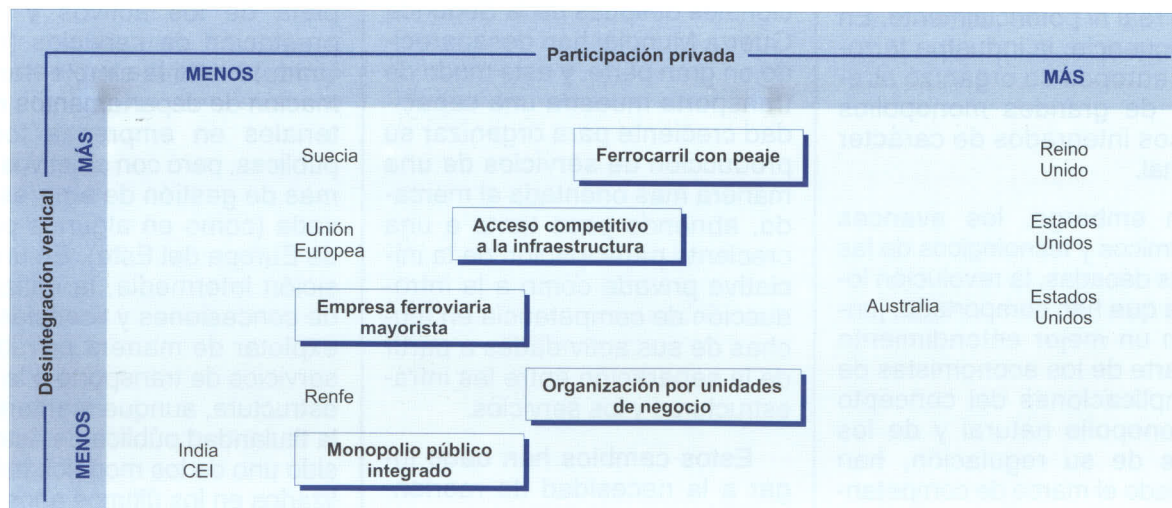 Participación privada
MENOS
MÁS
Desintegración vertical
MÁS
MENOS
Suecia
Ferrocarril con peaje
Reino
Unido
Unión
Europea
Acceso competitivo
a la infraestructura
Estados
Unidos
Empresa ferroviaria
mayorista
Australia
Estados
Unidos
Renfe
Organización por unidades
de negocio
India
CEI
Monopolio público
integrado